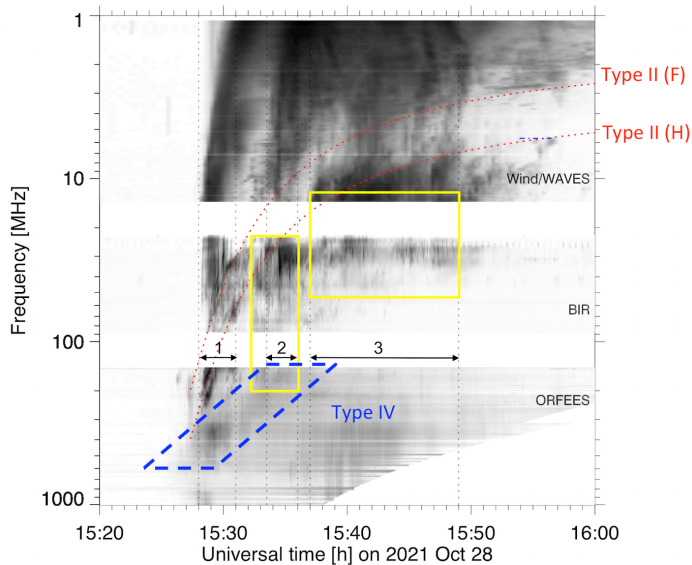 1
Type II (F)
Type II (H)
10
Wind/WAVES
Frequency [MHz]
BIR
100
1
2
3
Type IV
ORFEES
1000
15:20
15:30
15:40
15:50
16:00
Universal time [h] on 2021 Oct 28